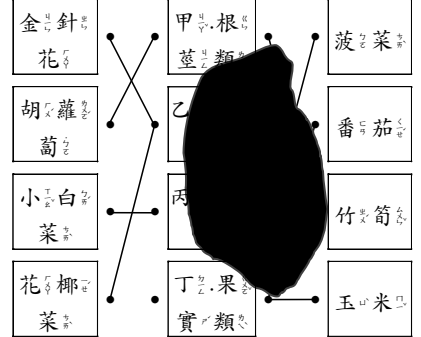 金針
花
胡蘿
蔔
小白
菜
花椰
菜
甲.根
莖類
乙
丙
丁.果
實類
菠菜
番茄
竹筍
玉米